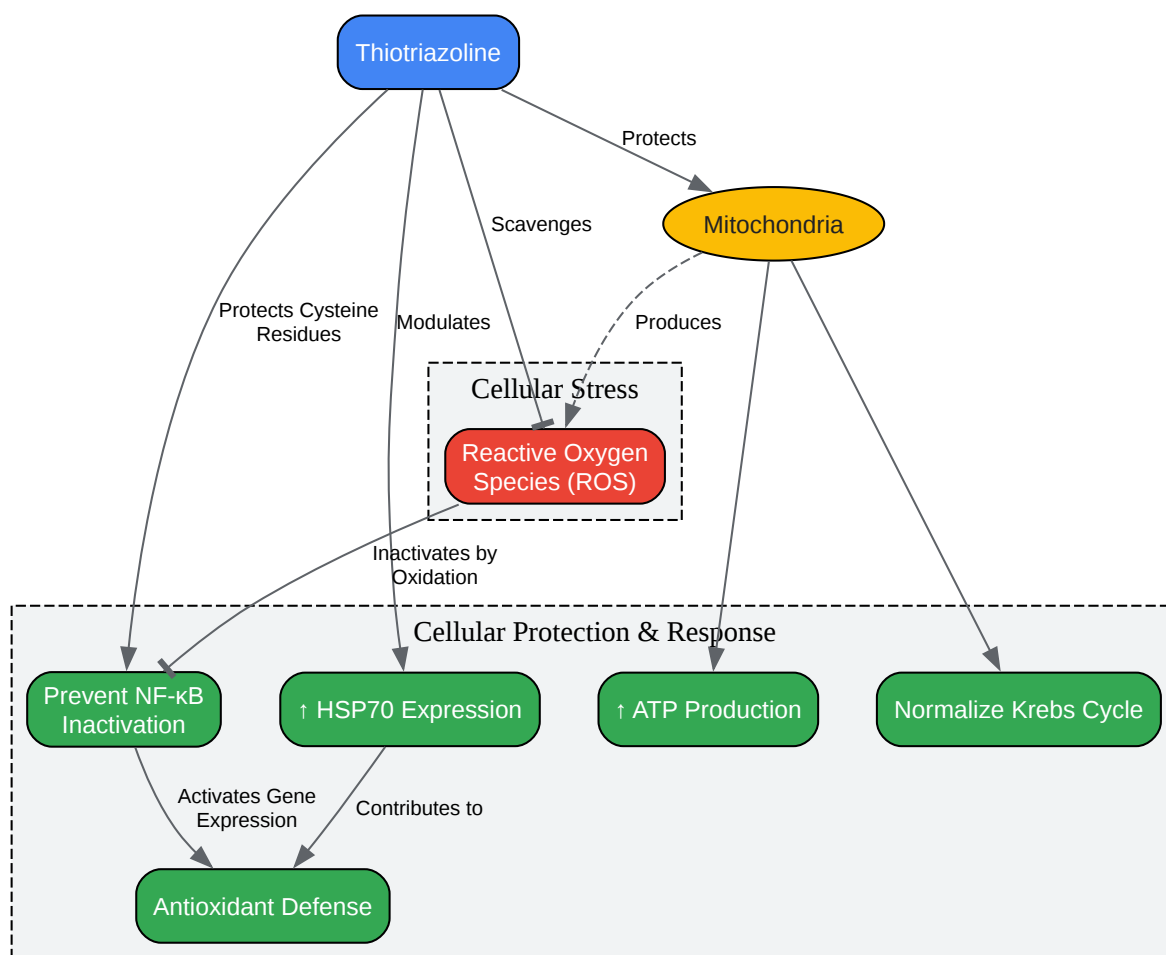 Thiotriazoline
Protects
Mitochondria
Scavenges
Protects Cysteine
Residues
Modulates
Produces
Cellular Stress
Reactive Oxygen
Species (ROS)
Inactivates by
Oxidation
Cellular Protection & Response
Prevent NF-κB
Inactivation
↑ HSP70 Expression
↑ ATP Production
Normalize Krebs Cycle
Activates Gene
Expression
Contributes to
Antioxidant Defense